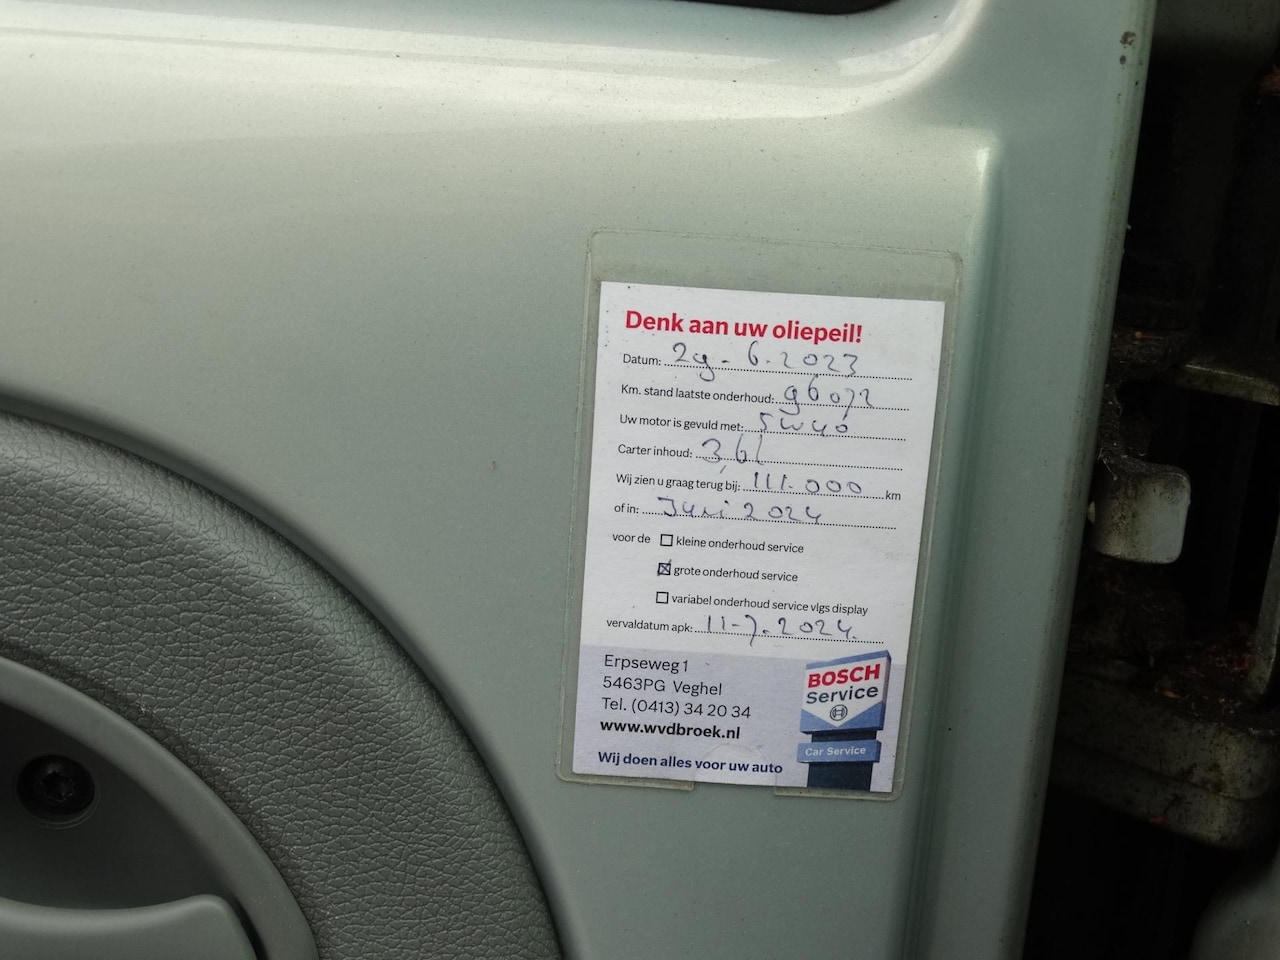 Denk aan uw oliepeil!
Datum: 29-6-2023
Km. stand laatste onderhoud: 96072
Uw motor is gevuld met: 5W40
Carter inhoud: 3,6l
Wij zien u graag terug bij: 111.000 km
of in: Juni 2024
voor de ☐ kleine onderhoud service
☒ grote onderhoud service
☐ variabel onderhoud service vlgs display
vervaldatum apk: 11-7-2024.
Erpseweg 1
5463PG Veghel
Tel. (0413) 34 20 34
www.wvdbroek.nl
Wij doen alles voor uw auto
BOSCH
Service
Car Service